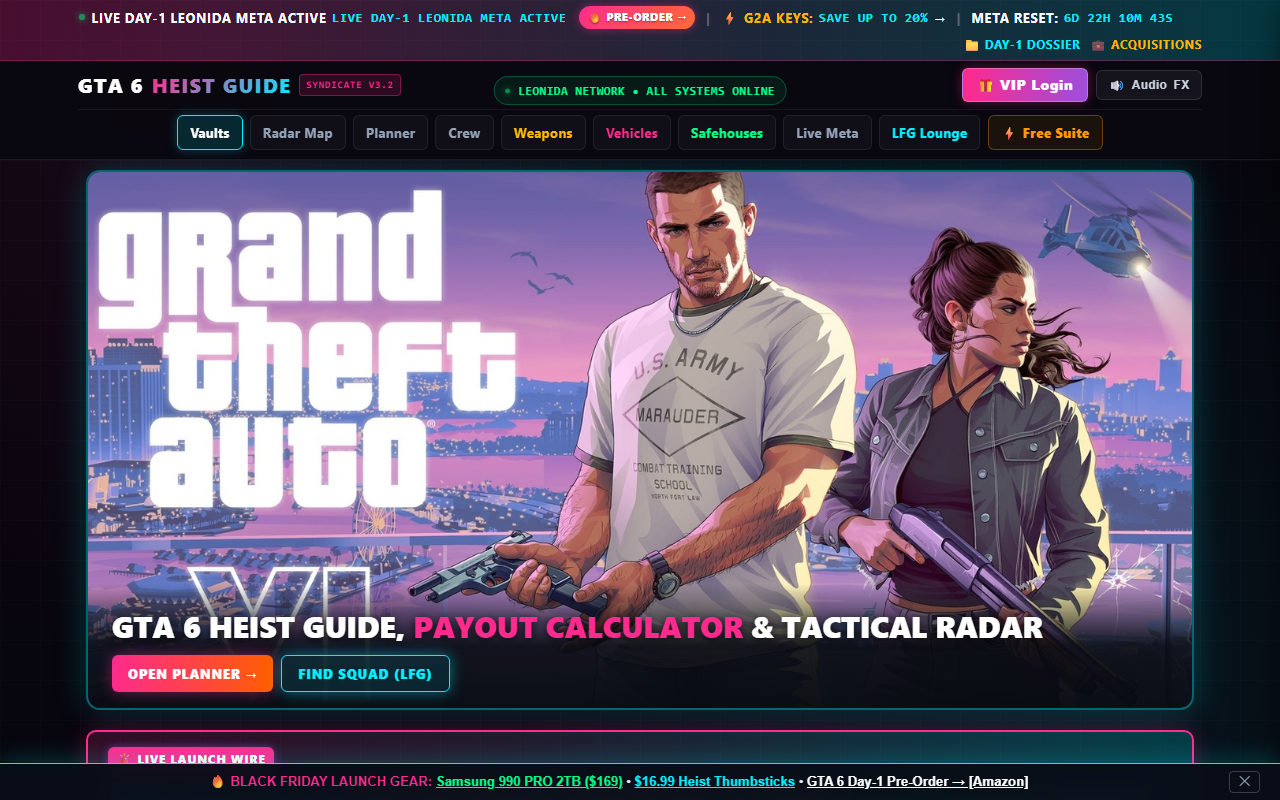 LIVE DAY-1 LEONIDA META ACTIVE LIVE DAY-1 LEONIDA META ACTIVE 🔥 PRE-ORDER → | ⚡ G2A KEYS: SAVE UP TO 20% → | META RESET: 6D 22H 10M 43S
📁 DAY-1 DOSSIER 💼 ACQUISITIONS
GTA 6 HEIST GUIDE SYNDICATE V3.2
LEONIDA NETWORK • ALL SYSTEMS ONLINE
🎁 VIP Login 🔊 Audio FX
Vaults Radar Map Planner Crew Weapons Vehicles Safehouses Live Meta LFG Lounge ⚡ Free Suite
grand
theft
auto®
VI
U.S. ARMY
MARAUDER
COMBAT TRAINING
SCHOOL
NORTH FORT LAW
GTA 6 HEIST GUIDE, PAYOUT CALCULATOR & TACTICAL RADAR
OPEN PLANNER → FIND SQUAD (LFG)
LIVE LAUNCH WIRE
🔥 BLACK FRIDAY LAUNCH GEAR: Samsung 990 PRO 2TB ($169) • $16.99 Heist Thumbsticks • GTA 6 Day-1 Pre-Order → [Amazon]